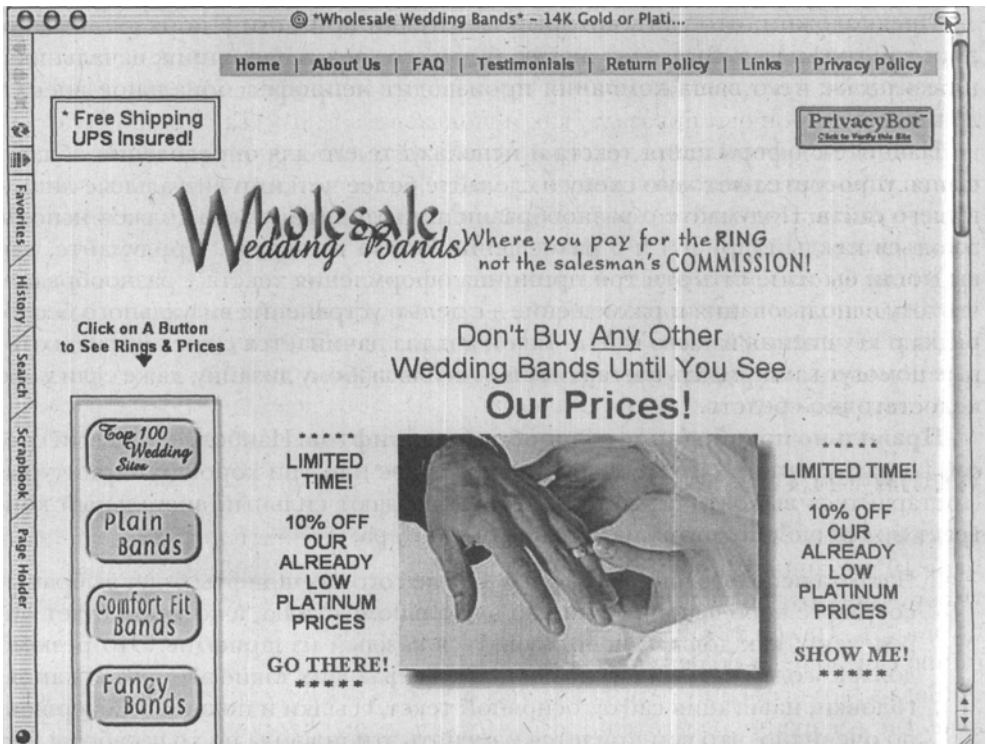 @ *Wholesale Wedding Bands* – 14K Gold or Plati...
Home | About Us | FAQ | Testimonials | Return Policy | Links | Privacy Policy
* Free Shipping
UPS Insured!
PrivacyBot™
Click to Verify this Site
Wholesale
Wedding Bands
Where you pay for the RING
not the salesmen's COMMISSION!
Favorites
History
Search
Scrapbook
Page Holder
Click on A Button
to See Rings & Prices
Top 100
Wedding
Sites
Plain
Bands
Comfort Fit
Bands
Fancy
Bands
Don't Buy Any Other
Wedding Bands Until You See
Our Prices!
LIMITED
TIME!
10% OFF
OUR
ALREADY
LOW
PLATINUM
PRICES
GO THERE!
* * * * *
* * * * *
LIMITED TIME!
10% OFF
OUR
ALREADY
LOW
PLATINUM
PRICES
SHOW ME!
* * * * *